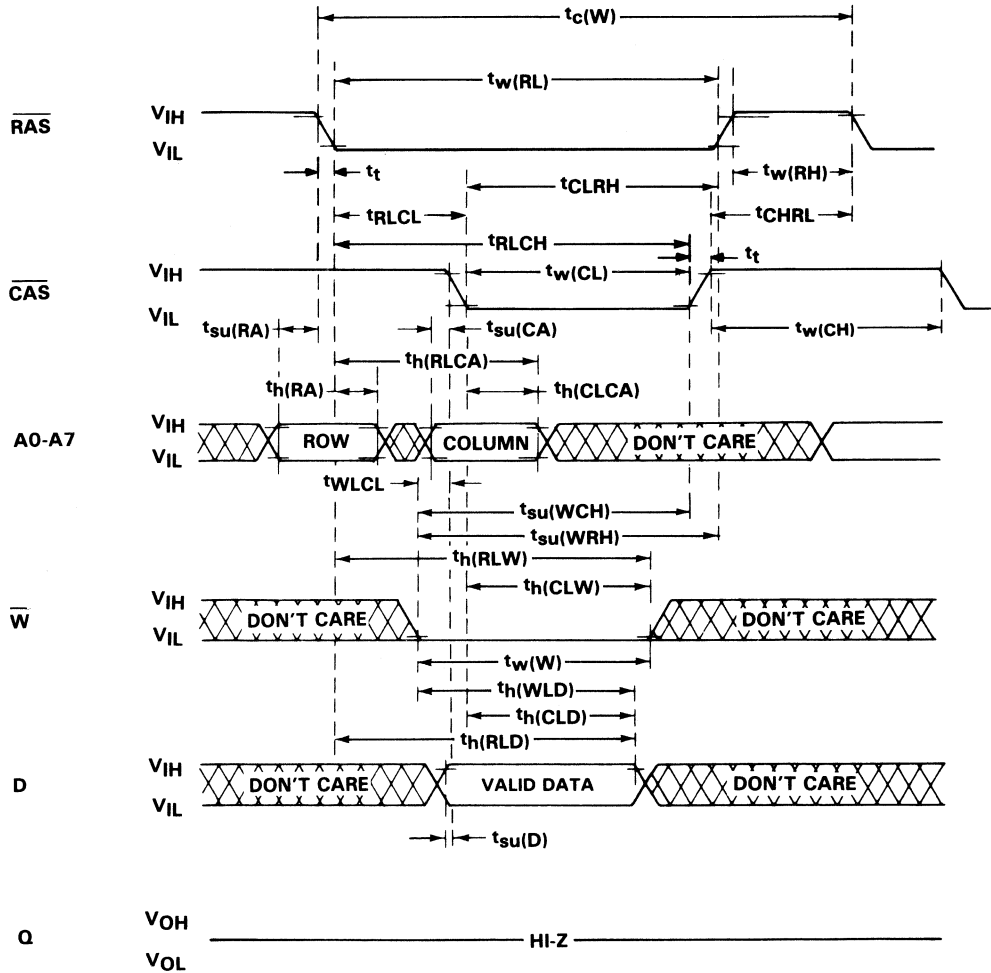 tc(W)
tw(RL)
RAS
VIH
VIL
tt
tCLRH
tw(RH)
tRLCL
tCHRL
tRLCH
tt
CAS
VIH
VIL
tw(CL)
tsu(RA)
tsu(CA)
tw(CH)
th(RLCA)
th(RA)
th(CLCA)
A0-A7
VIH
VIL
ROW
COLUMN
DON'T CARE
tWLCL
tsu(WCH)
tsu(WRH)
th(RLW)
th(CLW)
W
VIH
VIL
DON'T CARE
DON'T CARE
tw(W)
th(WLD)
th(CLD)
th(RLD)
D
VIH
VIL
DON'T CARE
VALID DATA
DON'T CARE
tsu(D)
Q
VOH
VOL
HI-Z